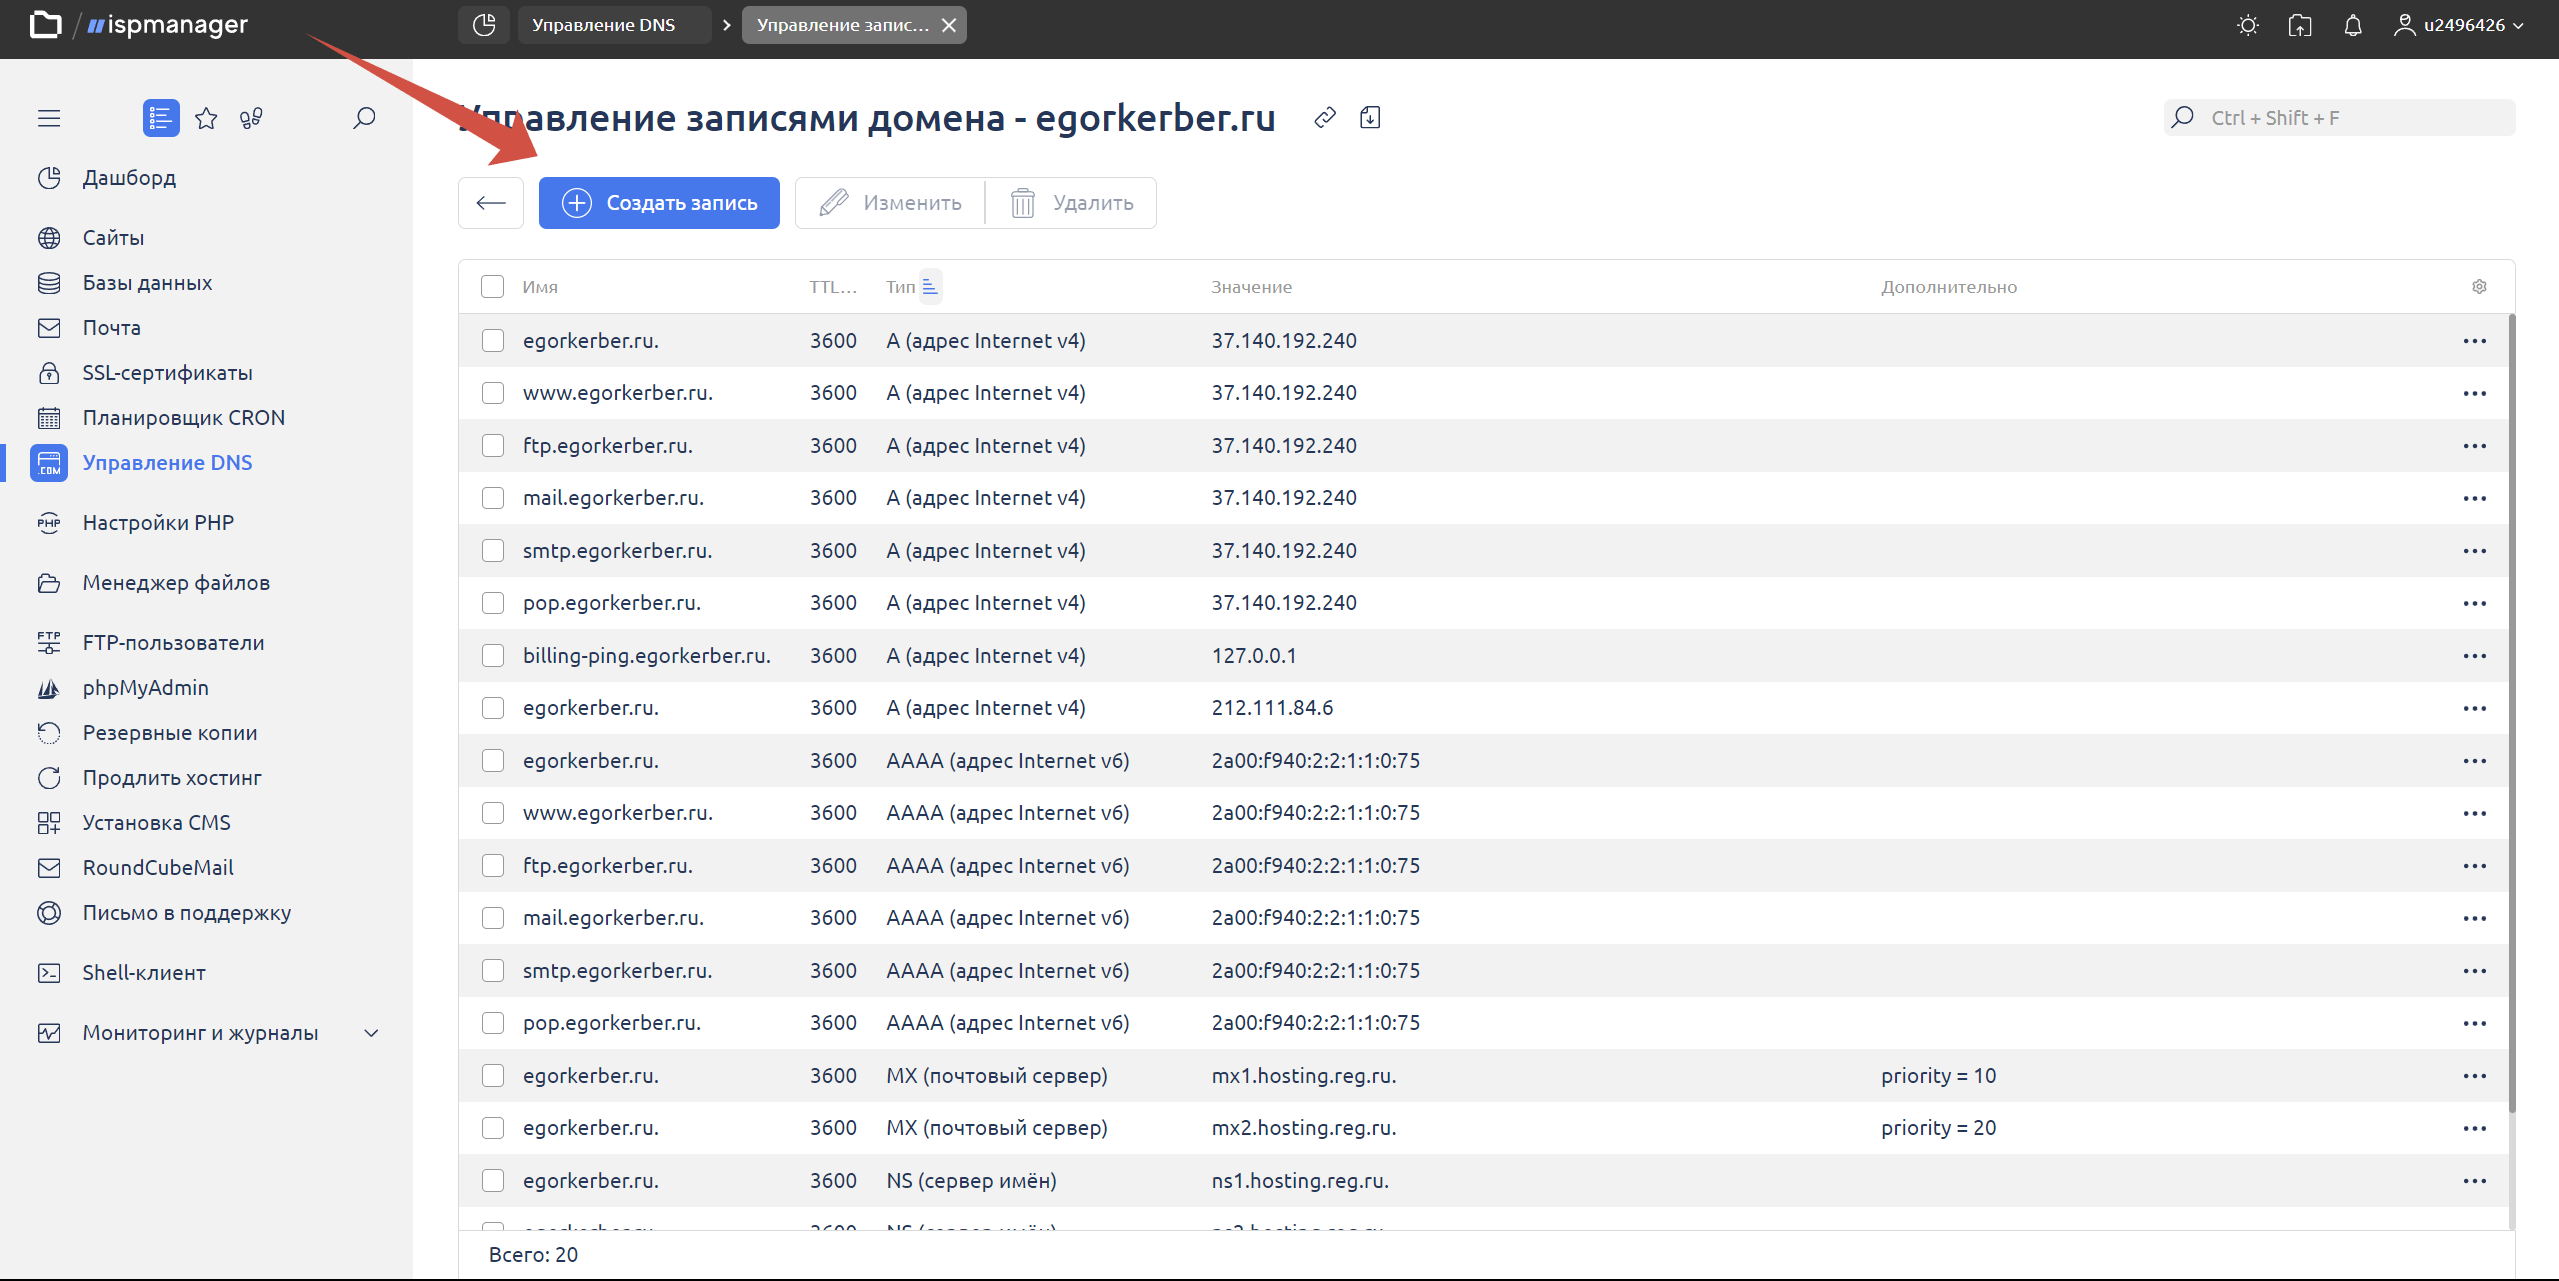 ispmanager
Управление DNS
Управление запис...
u2496426
Управление записями домена - egorkerber.ru
Ctrl + Shift + F
Дашборд
Сайты
Базы данных
Почта
SSL-сертификаты
Планировщик CRON
Управление DNS
Настройки PHP
Менеджер файлов
FTP-пользователи
phpMyAdmin
Резервные копии
Продлить хостинг
Установка CMS
RoundCubeMail
Письмо в поддержку
Shell-клиент
Мониторинг и журналы
Создать запись
Изменить
Удалить
Имя TTL... Тип Значение Дополнительно
egorkerber.ru. 3600 A (адрес Internet v4) 37.140.192.240
www.egorkerber.ru. 3600 A (адрес Internet v4) 37.140.192.240
ftp.egorkerber.ru. 3600 A (адрес Internet v4) 37.140.192.240
mail.egorkerber.ru. 3600 A (адрес Internet v4) 37.140.192.240
smtp.egorkerber.ru. 3600 A (адрес Internet v4) 37.140.192.240
pop.egorkerber.ru. 3600 A (адрес Internet v4) 37.140.192.240
billing-ping.egorkerber.ru. 3600 A (адрес Internet v4) 127.0.0.1
egorkerber.ru. 3600 A (адрес Internet v4) 212.111.84.6
egorkerber.ru. 3600 AAAA (адрес Internet v6) 2a00:f940:2:2:1:1:0:75
www.egorkerber.ru. 3600 AAAA (адрес Internet v6) 2a00:f940:2:2:1:1:0:75
ftp.egorkerber.ru. 3600 AAAA (адрес Internet v6) 2a00:f940:2:2:1:1:0:75
mail.egorkerber.ru. 3600 AAAA (адрес Internet v6) 2a00:f940:2:2:1:1:0:75
smtp.egorkerber.ru. 3600 AAAA (адрес Internet v6) 2a00:f940:2:2:1:1:0:75
pop.egorkerber.ru. 3600 AAAA (адрес Internet v6) 2a00:f940:2:2:1:1:0:75
egorkerber.ru. 3600 MX (почтовый сервер) mx1.hosting.reg.ru. priority = 10
egorkerber.ru. 3600 MX (почтовый сервер) mx2.hosting.reg.ru. priority = 20
egorkerber.ru. 3600 NS (сервер имён) ns1.hosting.reg.ru.
Всего: 20